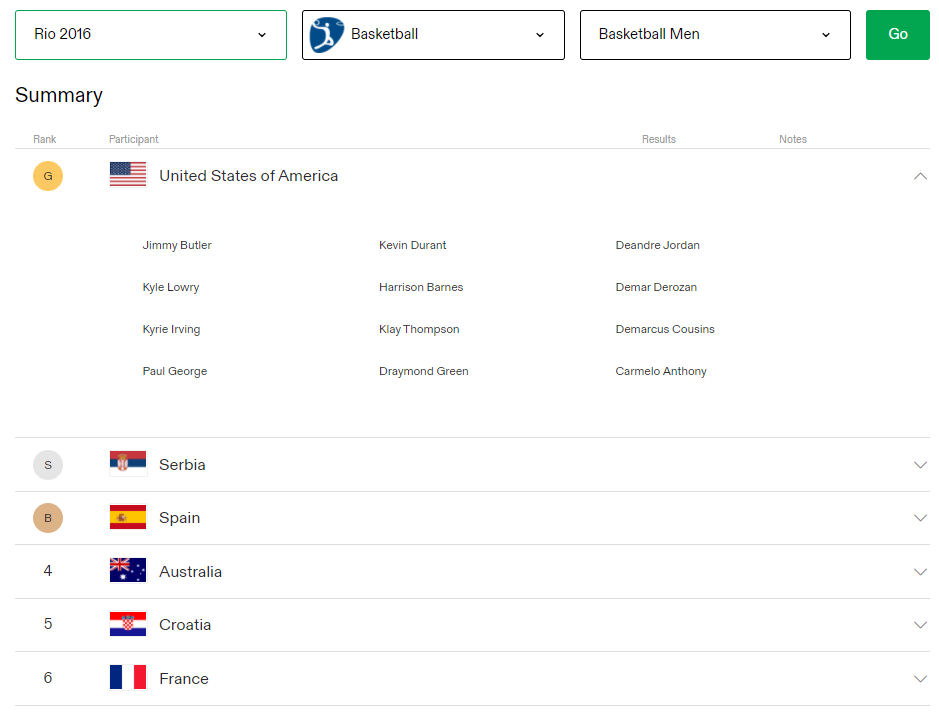 Rio 2016 Basketball Basketball Men Go
Summary
Rank Participant Results Notes
G United States of America
Jimmy Butler Kevin Durant Deandre Jordan
Kyle Lowry Harrison Barnes Demar Derozan
Kyrie Irving Klay Thompson Demarcus Cousins
Paul George Draymond Green Carmelo Anthony
S Serbia
B Spain
4 Australia
5 Croatia
6 France